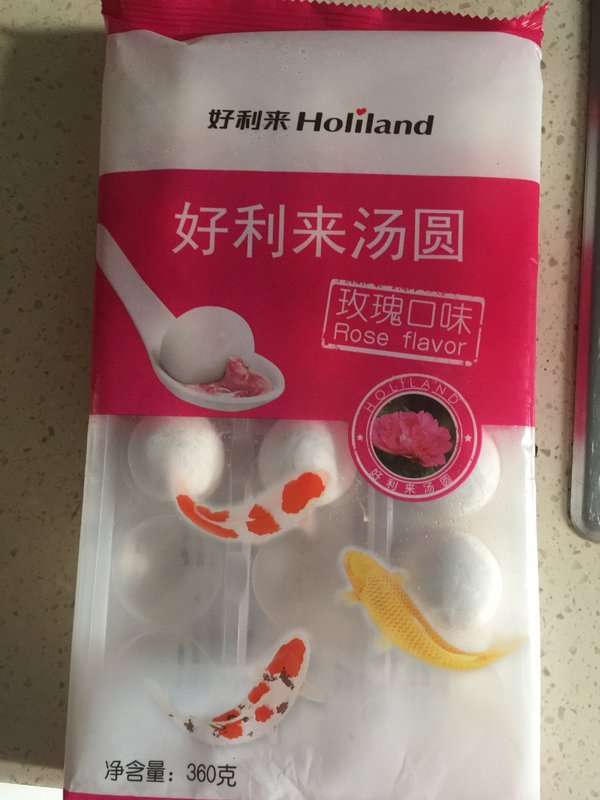 好利来 Holiland
好利来汤圆
玫瑰口味
Rose flavor
HOLILAND
好利来汤圆
净含量：360克